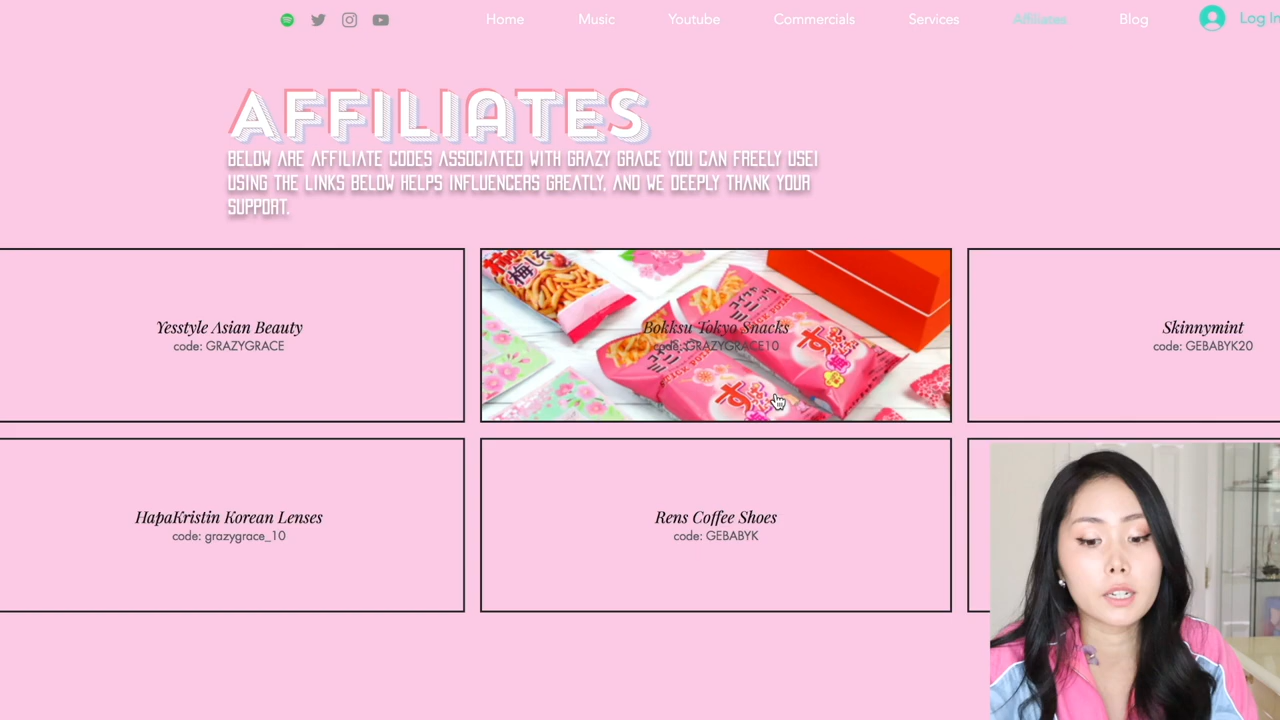 Home Music Youtube Commercials Services Affiliates Blog Log In
AFFILIATES
BELOW ARE AFFILIATE CODES ASSOCIATED WITH GRAZY GRACE YOU CAN FREELY USE!
USING THE LINKS BELOW HELPS INFLUENCERS GREATLY, AND WE DEEPLY THANK YOUR
SUPPORT.
Yesstyle Asian Beauty
code: GRAZYGRACE
Bokksu Tokyo Snacks
code: GRAZYGRACE10
Skinnymint
code: GEBABYK20
HapaKristin Korean Lenses
code: grazygrace_10
Rens Coffee Shoes
code: GEBABYK